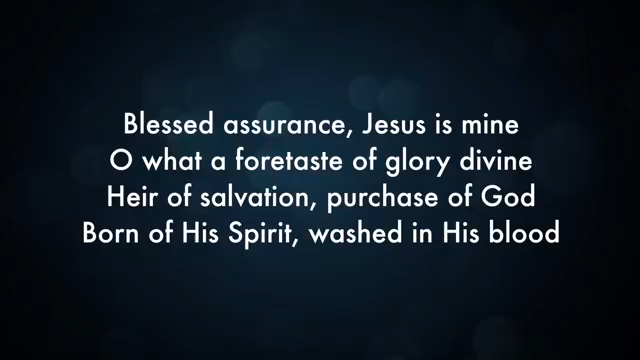 Blessed assurance, Jesus is mine
O what a foretaste of glory divine
Heir of salvation, purchase of God
Born of His Spirit, washed in His blood